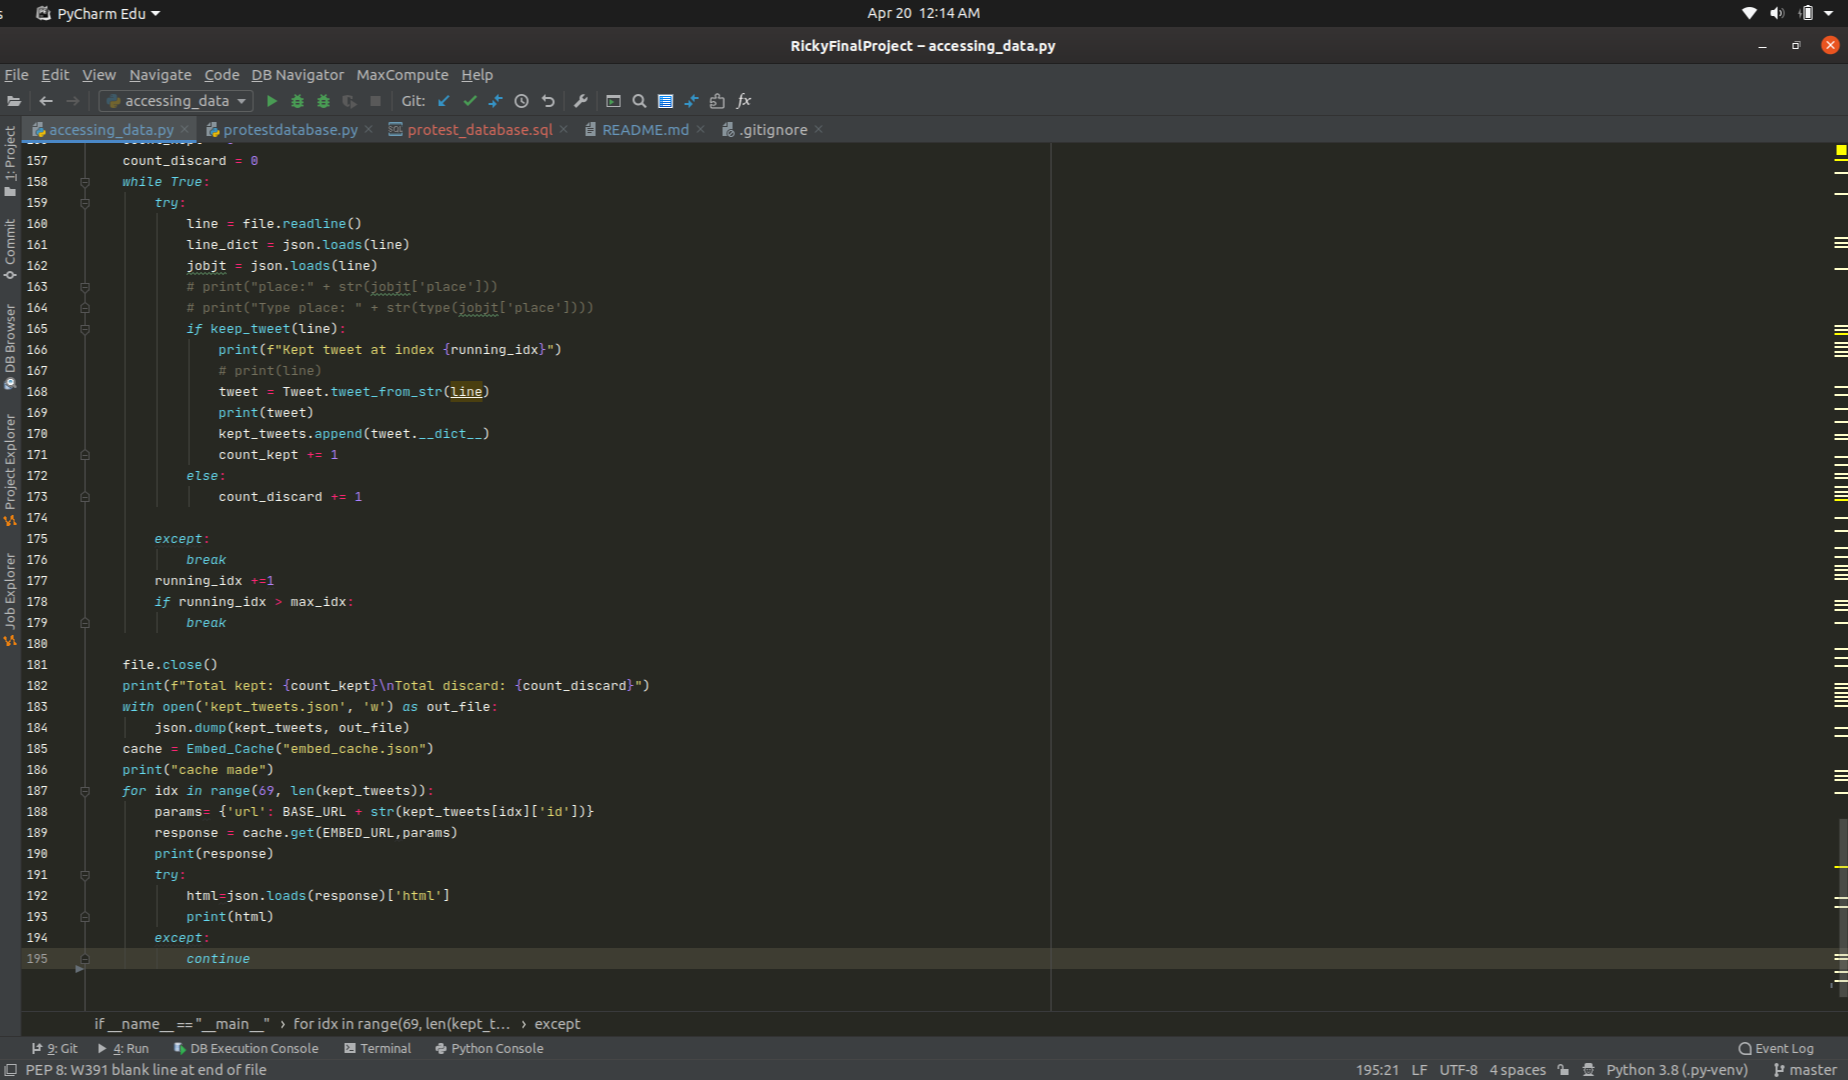 PyCharm Edu
Apr 20 12:14 AM
RickyFinalProject – accessing_data.py
File Edit View Navigate Code DB Navigator MaxCompute Help
accessing_data Git:
accessing_data.py protestdatabase.py protest_database.sql README.md .gitignore
1: Project
Commit
DB Browser
Project Explorer
Job Explorer
157 count_discard = 0
158 while True:
159 try:
160 line = file.readline()
161 line_dict = json.loads(line)
162 jobjt = json.loads(line)
163 # print("place:" + str(jobjt['place']))
164 # print("Type place: " + str(type(jobjt['place'])))
165 if keep_tweet(line):
166 print(f"Kept tweet at index {running_idx}")
167 # print(line)
168 tweet = Tweet.tweet_from_str(line)
169 print(tweet)
170 kept_tweets.append(tweet.__dict__)
171 count_kept += 1
172 else:
173 count_discard += 1
174
175 except:
176 break
177 running_idx +=1
178 if running_idx > max_idx:
179 break
180
181 file.close()
182 print(f"Total kept: {count_kept}\nTotal discard: {count_discard}")
183 with open('kept_tweets.json', 'w') as out_file:
184 json.dump(kept_tweets, out_file)
185 cache = Embed_Cache("embed_cache.json")
186 print("cache made")
187 for idx in range(69, len(kept_tweets)):
188 params= {'url': BASE_URL + str(kept_tweets[idx]['id'])}
189 response = cache.get(EMBED_URL,params)
190 print(response)
191 try:
192 html=json.loads(response)['html']
193 print(html)
194 except:
195 continue
if __name__ == "__main__" › for idx in range(69, len(kept_t... › except
9: Git 4: Run DB Execution Console Terminal Python Console Event Log
PEP 8: W391 blank line at end of file 195:21 LF UTF-8 4 spaces Python 3.8 (.py-venv) master